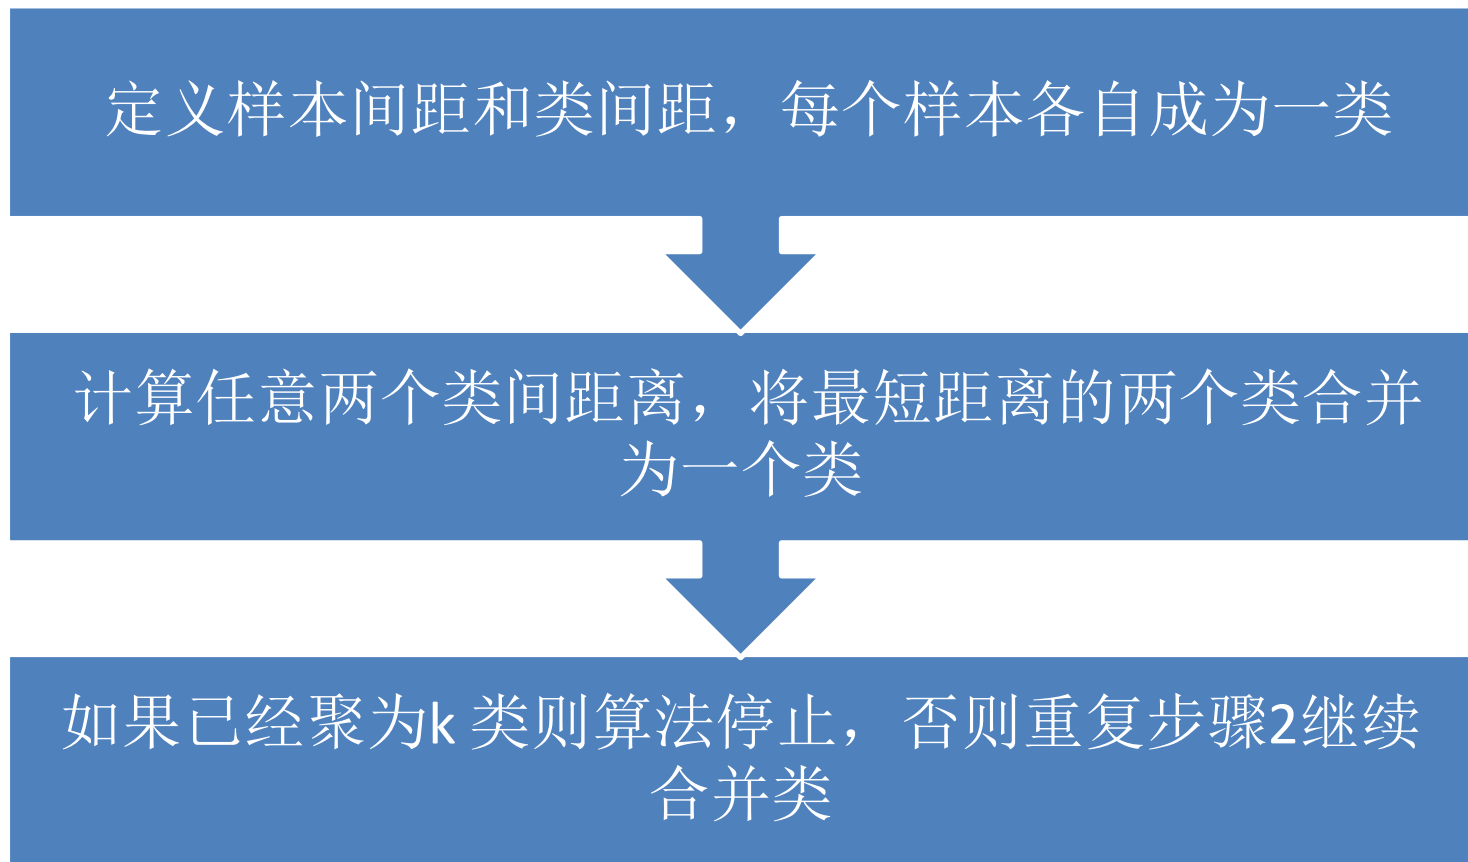 定义样本间距和类间距，每个样本各自成为一类
计算任意两个类间距离，将最短距离的两个类合并
为一个类
如果已经聚为k 类则算法停止，否则重复步骤2继续
合并类